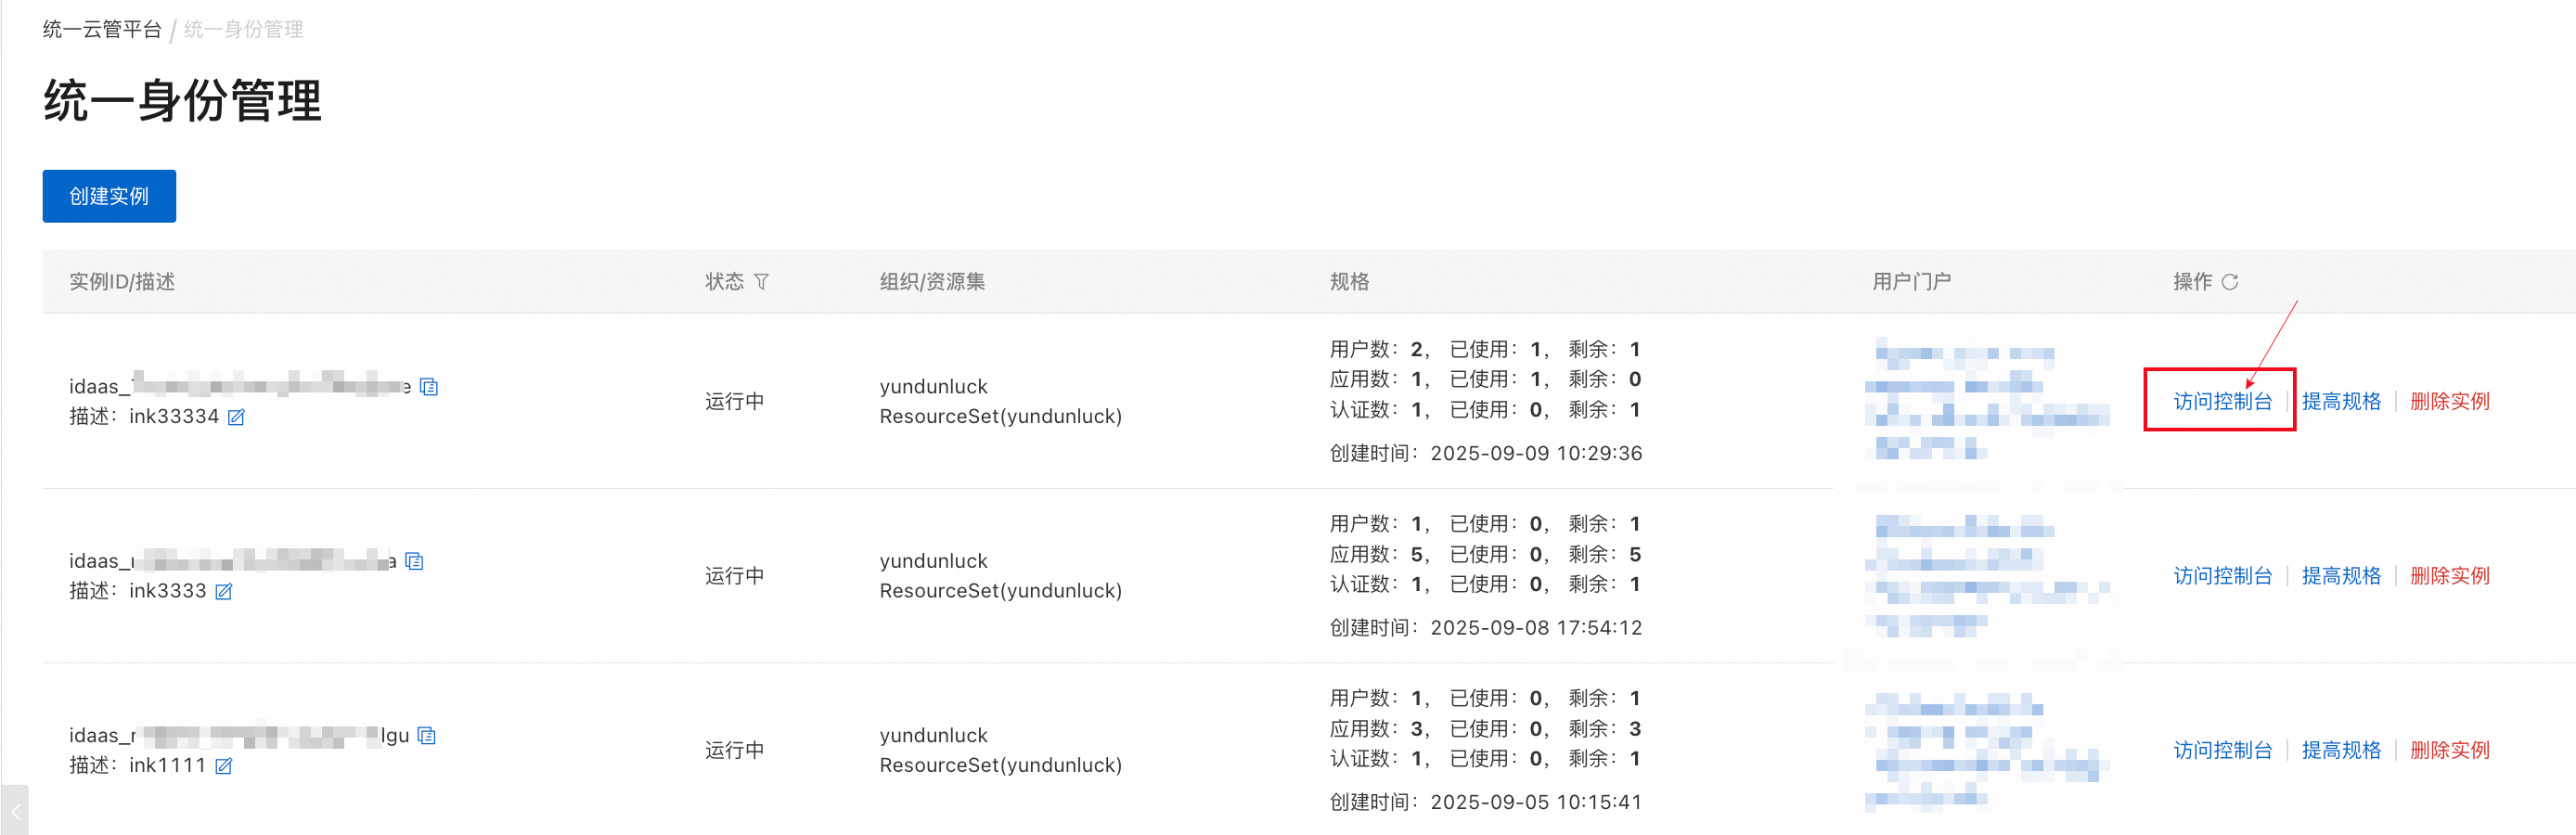 统一云管平台 / 统一身份管理
统一身份管理
创建实例
实例ID/描述 状态 组织/资源集 规格 用户门户 操作
idaas_
描述：ink33334
运行中
yundunluck
ResourceSet(yundunluck)
用户数：2， 已使用：1， 剩余：1
应用数：1， 已使用：1， 剩余：0
认证数：1， 已使用：0， 剩余：1
创建时间：2025-09-09 10:29:36
访问控制台 | 提高规格 | 删除实例
idaas_
描述：ink3333
运行中
yundunluck
ResourceSet(yundunluck)
用户数：1， 已使用：0， 剩余：1
应用数：5， 已使用：0， 剩余：5
认证数：1， 已使用：0， 剩余：1
创建时间：2025-09-08 17:54:12
访问控制台 | 提高规格 | 删除实例
idaas_ lgu
描述：ink1111
运行中
yundunluck
ResourceSet(yundunluck)
用户数：1， 已使用：0， 剩余：1
应用数：3， 已使用：0， 剩余：3
认证数：1， 已使用：0， 剩余：1
创建时间：2025-09-05 10:15:41
访问控制台 | 提高规格 | 删除实例